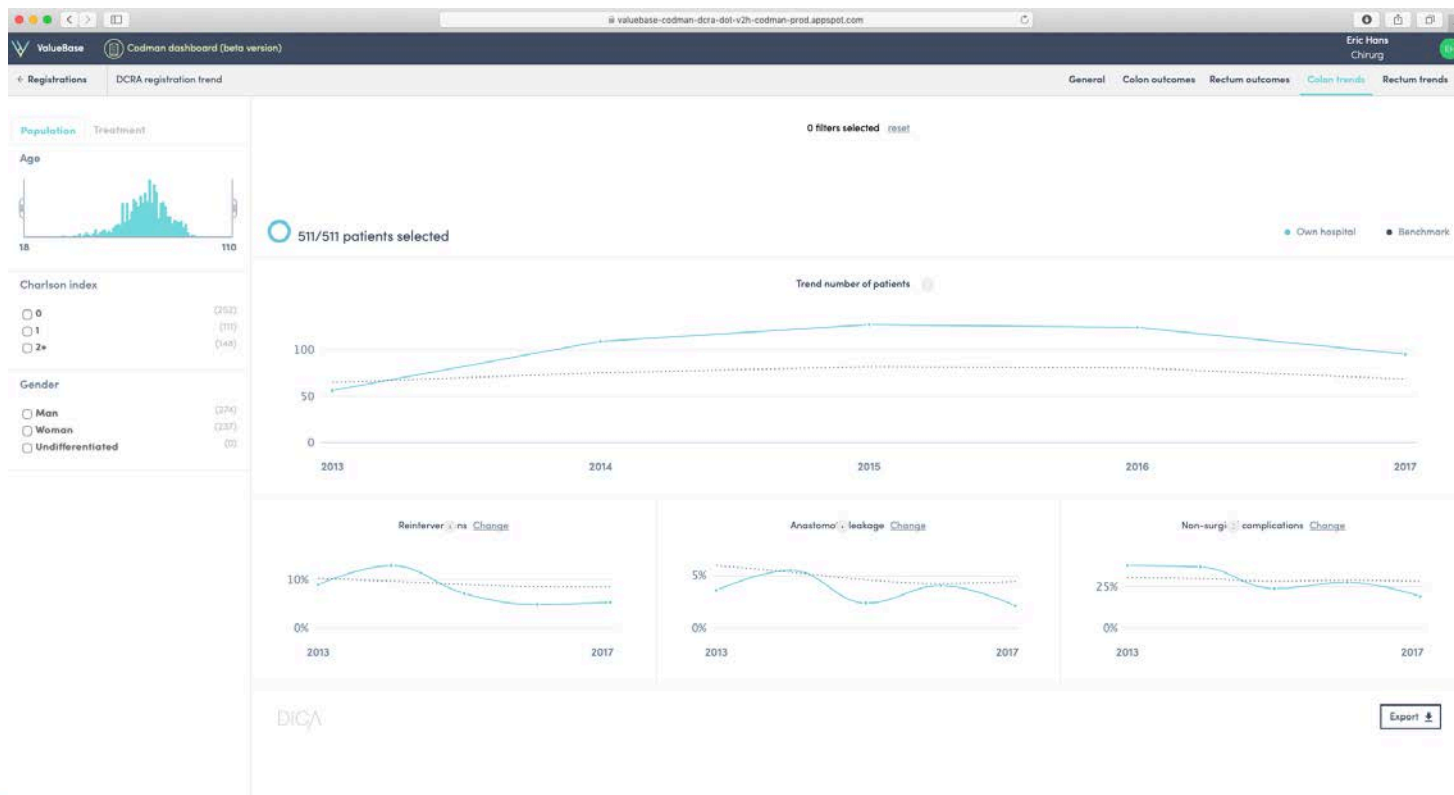 valuebase-codman-dcra-dot-v2h-codman-prod.appspot.com
ValueBase Codman dashboard (beta version) Eric Hans
Chirurg
Registrations DCRA registration trend General Colon outcomes Rectum outcomes Colon trends Rectum trends
Population Treatment
0 filters selected reset
Age
18 110
511/511 patients selected
Own hospital Benchmark
Charlson index
0 (252)
1 (111)
2+ (148)
Gender
Man (274)
Woman (237)
Undifferentiated (0)
Trend number of patients
100
50
0
2013 2014 2015 2016 2017
Change
10%
0%
2013 2017
leakage Change
5%
0%
2013 2017
complications Change
25%
0%
2013 2017
DICA
Export